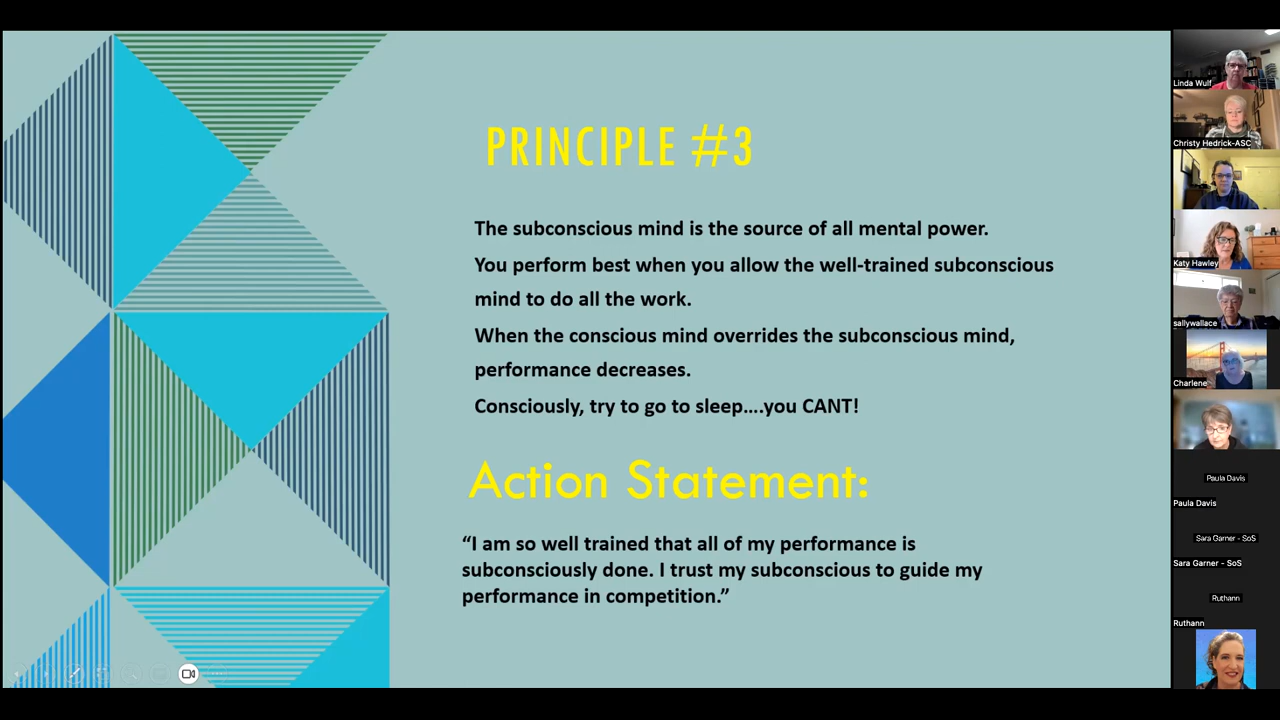 PRINCIPLE #3
The subconscious mind is the source of all mental power.
You perform best when you allow the well-trained subconscious
mind to do all the work.
When the conscious mind overrides the subconscious mind,
performance decreases.
Consciously, try to go to sleep....you CANT!
Action Statement:
“I am so well trained that all of my performance is
subconsciously done. I trust my subconscious to guide my
performance in competition.”
Linda Wulf
Christy Hedrick-ASC
Katy Hawley
sallywallace
Charlene
Paula Davis
Paula Davis
Sara Garner - SoS
Sara Garner - SoS
Ruthann
Ruthann